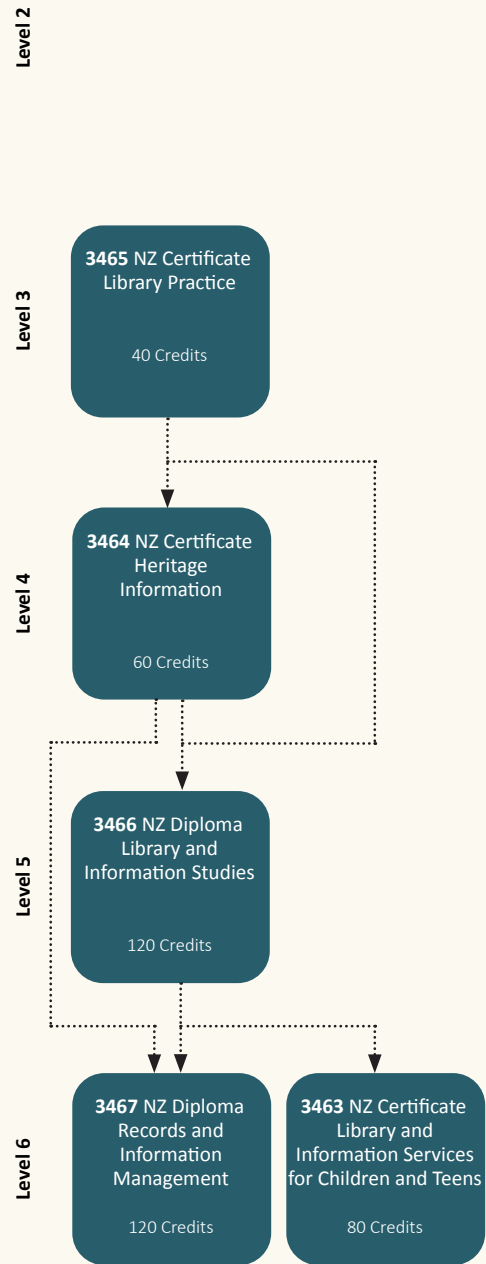 Level 2
Level 3
3465 NZ Certificate
Library Practice
40 Credits
Level 4
3464 NZ Certificate
Heritage
Information
60 Credits
Level 5
3466 NZ Diploma
Library and
Information Studies
120 Credits
Level 6
3467 NZ Diploma
Records and
Information
Management
120 Credits
3463 NZ Certificate
Library and
Information Services
for Children and Teens
80 Credits